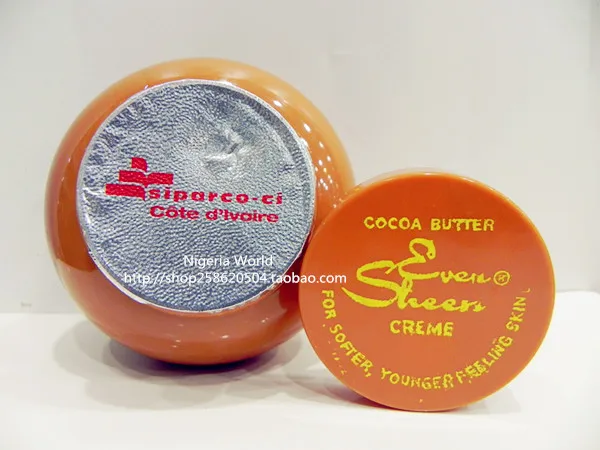 siparco-ci
Côte d'Ivoire
Nigeria World
http://shop258620504.taobao.com
COCOA BUTTER
Even®
Sheen
CREME
FOR SOFTER, YOUNGER FEELING SKIN